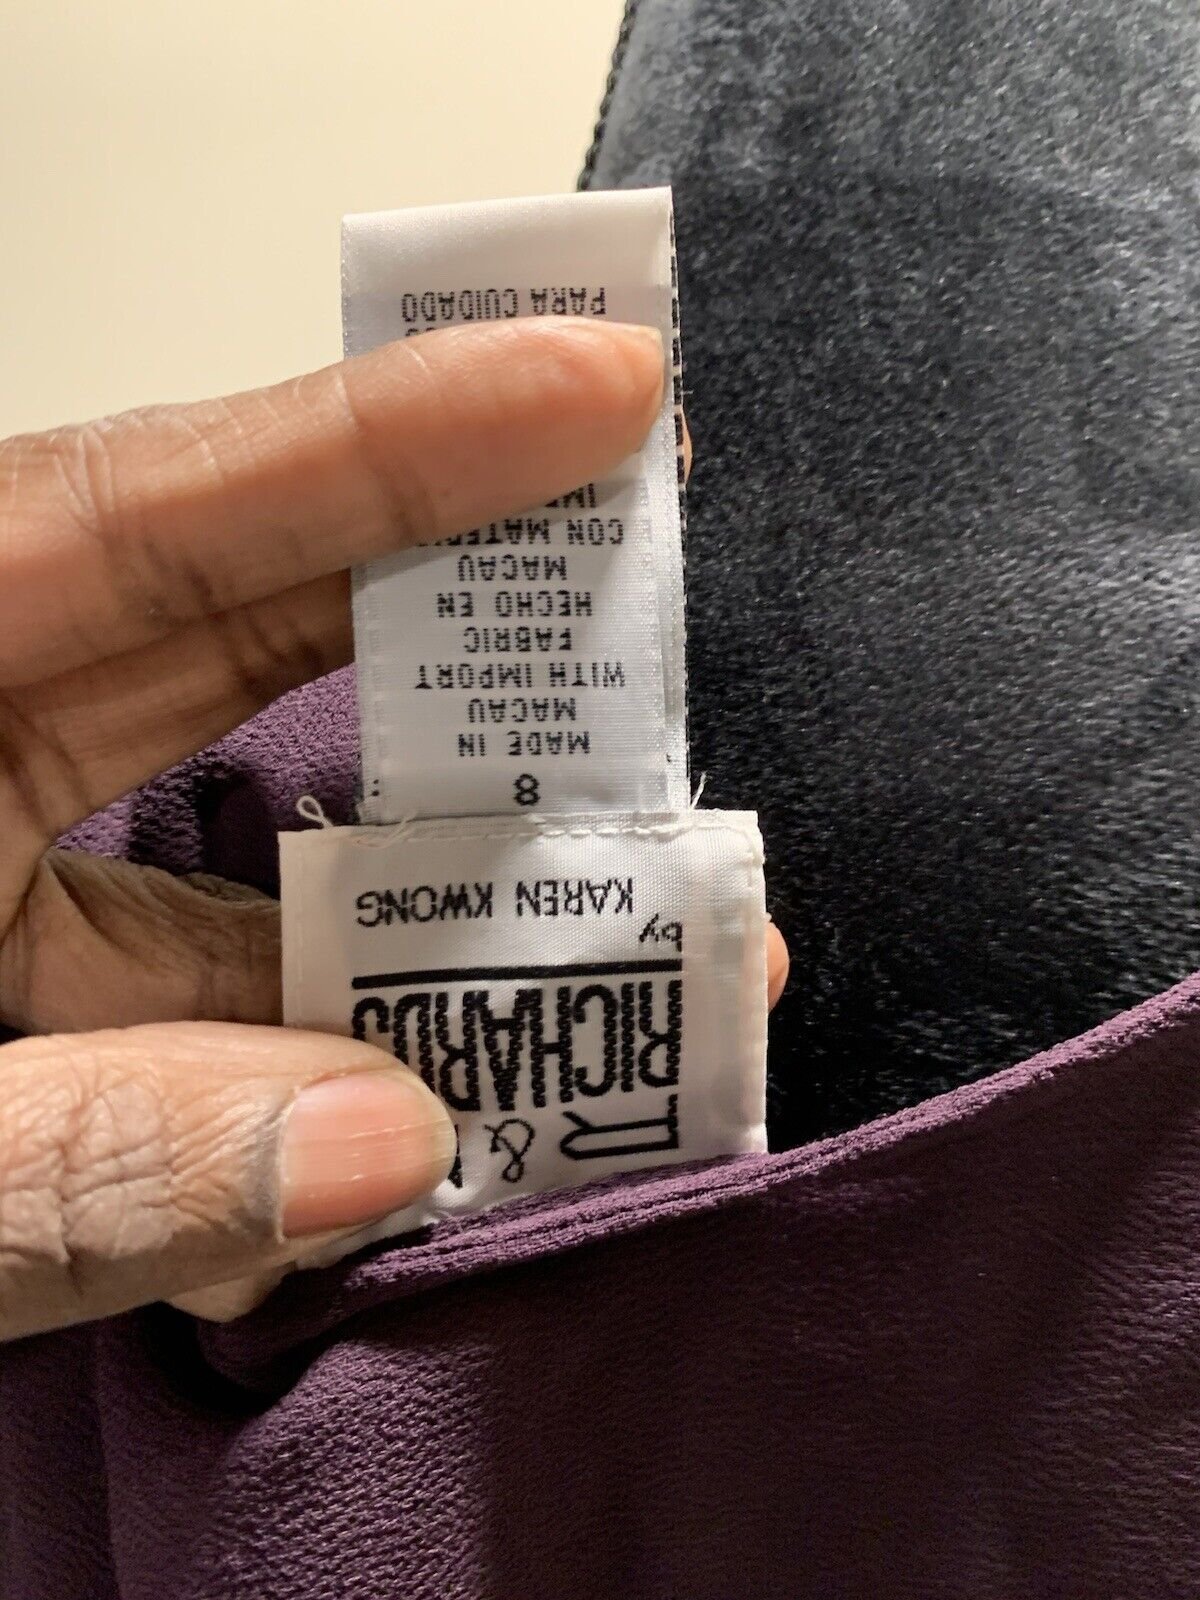 R &
RICHARDS
by
KAREN KWONG
8
MADE IN
MACAU
WITH IMPORT
FABRIC
HECHO EN
MACAU
CON
PARA CUIDADO